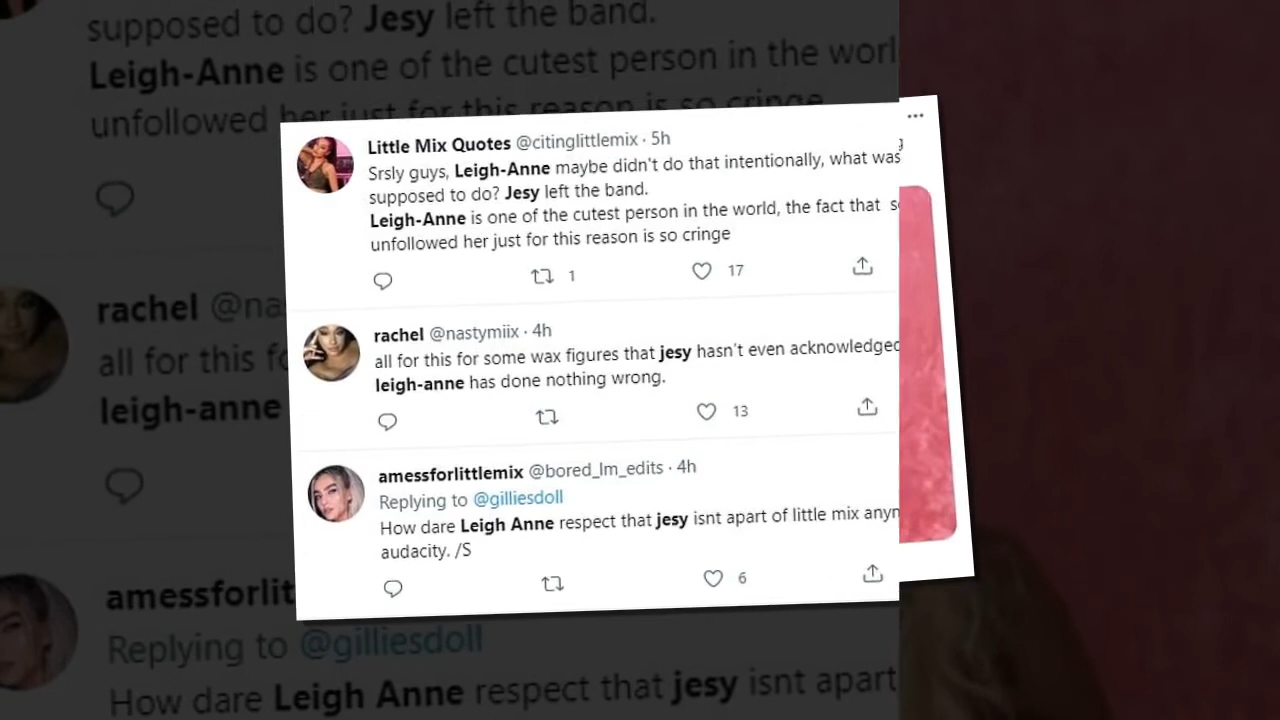 supposed to do? Jesy left the band.
Leigh-Anne is one of the cutest person in the worl
unfollowed her just for this reason is so cringe
Little Mix Quotes @citinglittlemix · 5h
Srsly guys, Leigh-Anne maybe didn't do that intentionally, what was
supposed to do? Jesy left the band.
Leigh-Anne is one of the cutest person in the world, the fact that
unfollowed her just for this reason is so cringe
1 17
rachel @na
all for this fo
leigh-anne
rachel @nastymiix · 4h
all for this for some wax figures that jesy hasn't even acknowledged
leigh-anne has done nothing wrong.
13
amessforlittlemix @bored_lm_edits · 4h
Replying to @gilliesdoll
How dare Leigh Anne respect that jesy isnt apart of little mix anym
audacity. /S
6
amessforlit
Replying to @gilliesdoll
How dare Leigh Anne respect that jesy isnt apart